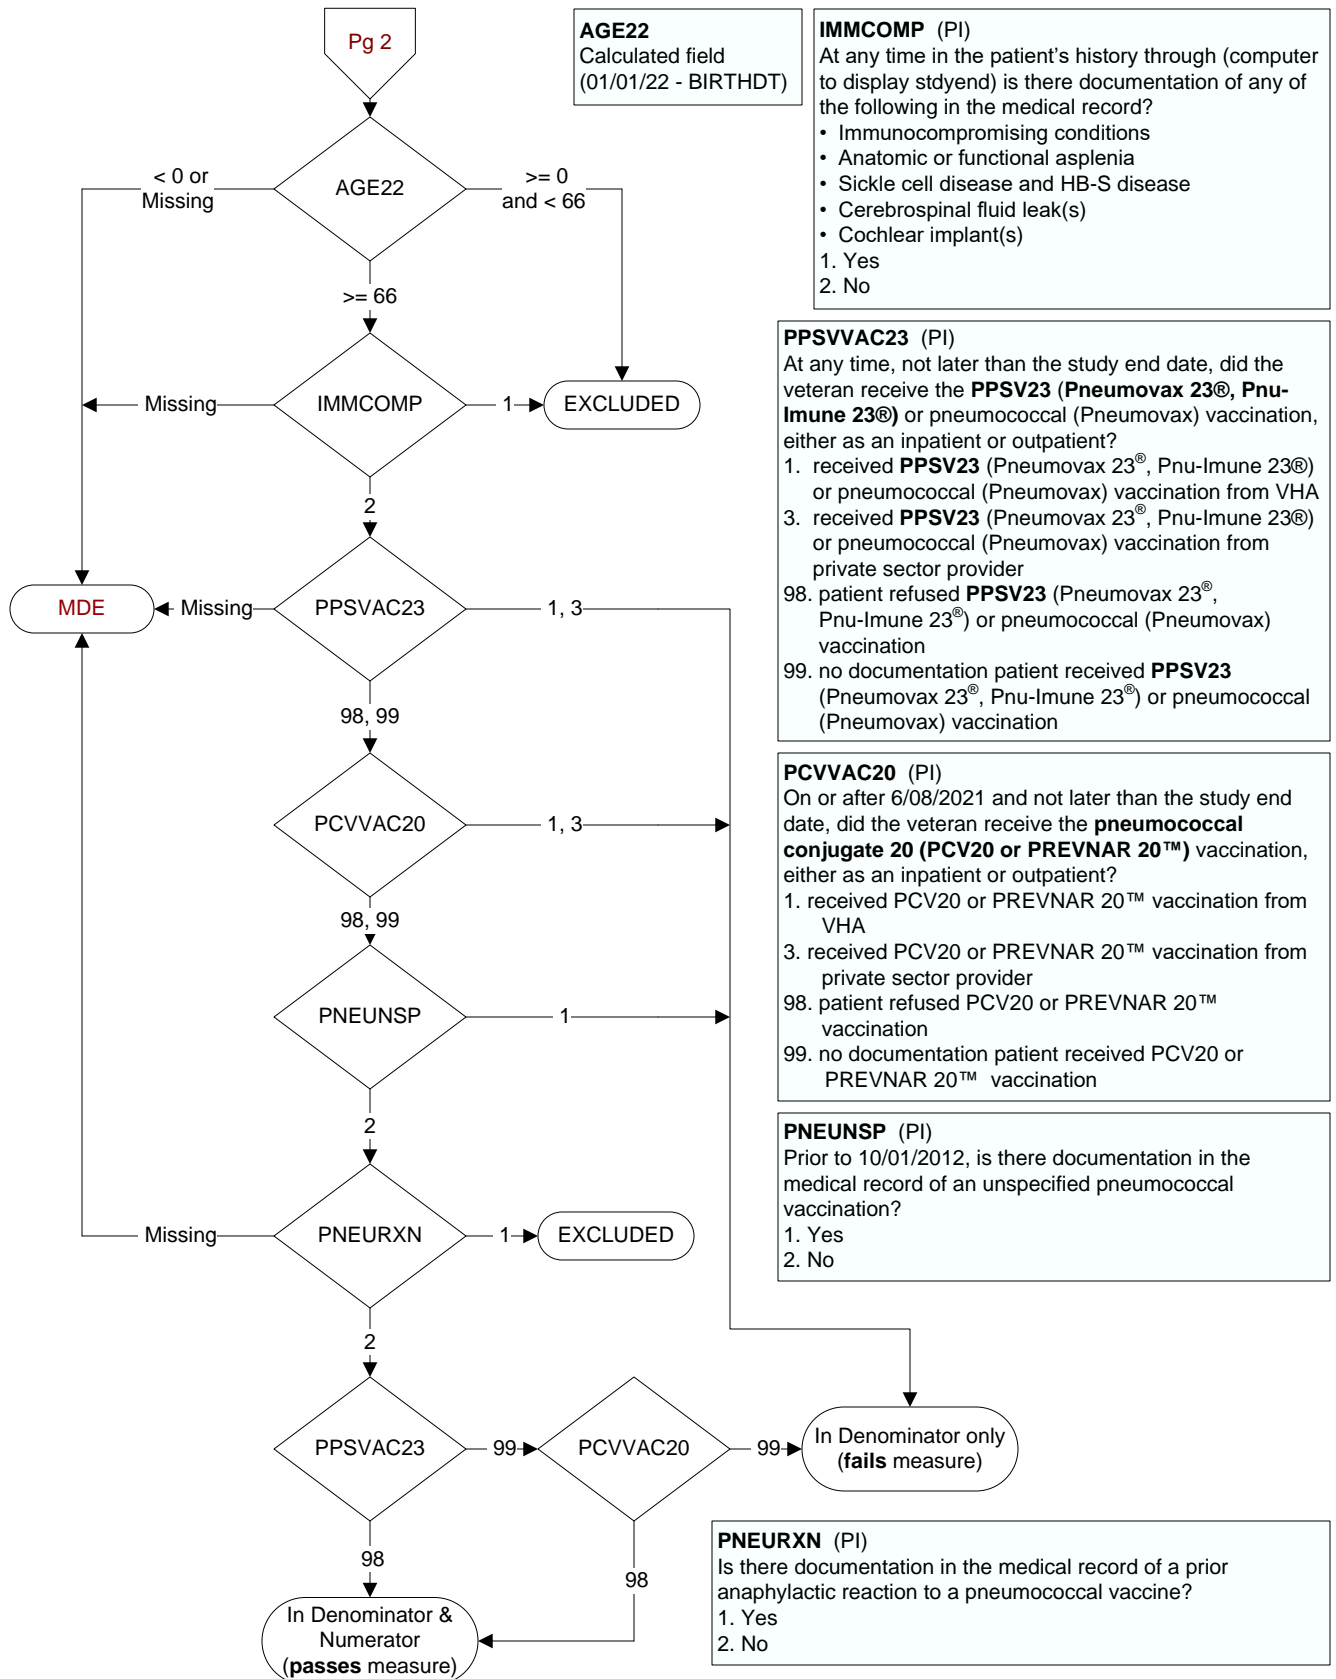 Pg 2
AGE22
Calculated field
(01/01/22 - BIRTHDT)
IMMCOMP (PI)
At any time in the patient's history through (computer
to display stdyend) is there documentation of any of
the following in the medical record?
• Immunocompromising conditions
• Anatomic or functional asplenia
• Sickle cell disease and HB-S disease
• Cerebrospinal fluid leak(s)
• Cochlear implant(s)
1. Yes
2. No
< 0 or
Missing
AGE22
>= 0
and < 66
>= 66
Missing
IMMCOMP
1
EXCLUDED
2
PPSVVAC23 (PI)
At any time, not later than the study end date, did the
veteran receive the PPSV23 (Pneumovax 23®, Pnu-
Imune 23®) or pneumococcal (Pneumovax) vaccination,
either as an inpatient or outpatient?
1. received PPSV23 (Pneumovax 23®, Pnu-Imune 23®)
or pneumococcal (Pneumovax) vaccination from VHA
3. received PPSV23 (Pneumovax 23®, Pnu-Imune 23®)
or pneumococcal (Pneumovax) vaccination from
private sector provider
98. patient refused PPSV23 (Pneumovax 23®,
Pnu-Imune 23®) or pneumococcal (Pneumovax)
vaccination
99. no documentation patient received PPSV23
(Pneumovax 23®, Pnu-Imune 23®) or pneumococcal
(Pneumovax) vaccination
MDE
Missing
PPSVAC23
1, 3
98, 99
PCVVAC20
1, 3
98, 99
PCVVAC20 (PI)
On or after 6/08/2021 and not later than the study end
date, did the veteran receive the pneumococcal
conjugate 20 (PCV20 or PREVNAR 20™) vaccination,
either as an inpatient or outpatient?
1. received PCV20 or PREVNAR 20™ vaccination from
VHA
3. received PCV20 or PREVNAR 20™ vaccination from
private sector provider
98. patient refused PCV20 or PREVNAR 20™
vaccination
99. no documentation patient received PCV20 or
PREVNAR 20™ vaccination
PNEUNSP
1
2
PNEUNSP (PI)
Prior to 10/01/2012, is there documentation in the
medical record of an unspecified pneumococcal
vaccination?
1. Yes
2. No
Missing
PNEURXN
1
EXCLUDED
2
PPSVAC23
99
PCVVAC20
99
In Denominator only
(fails measure)
98
98
In Denominator &
Numerator
(passes measure)
PNEURXN (PI)
Is there documentation in the medical record of a prior
anaphylactic reaction to a pneumococcal vaccine?
1. Yes
2. No